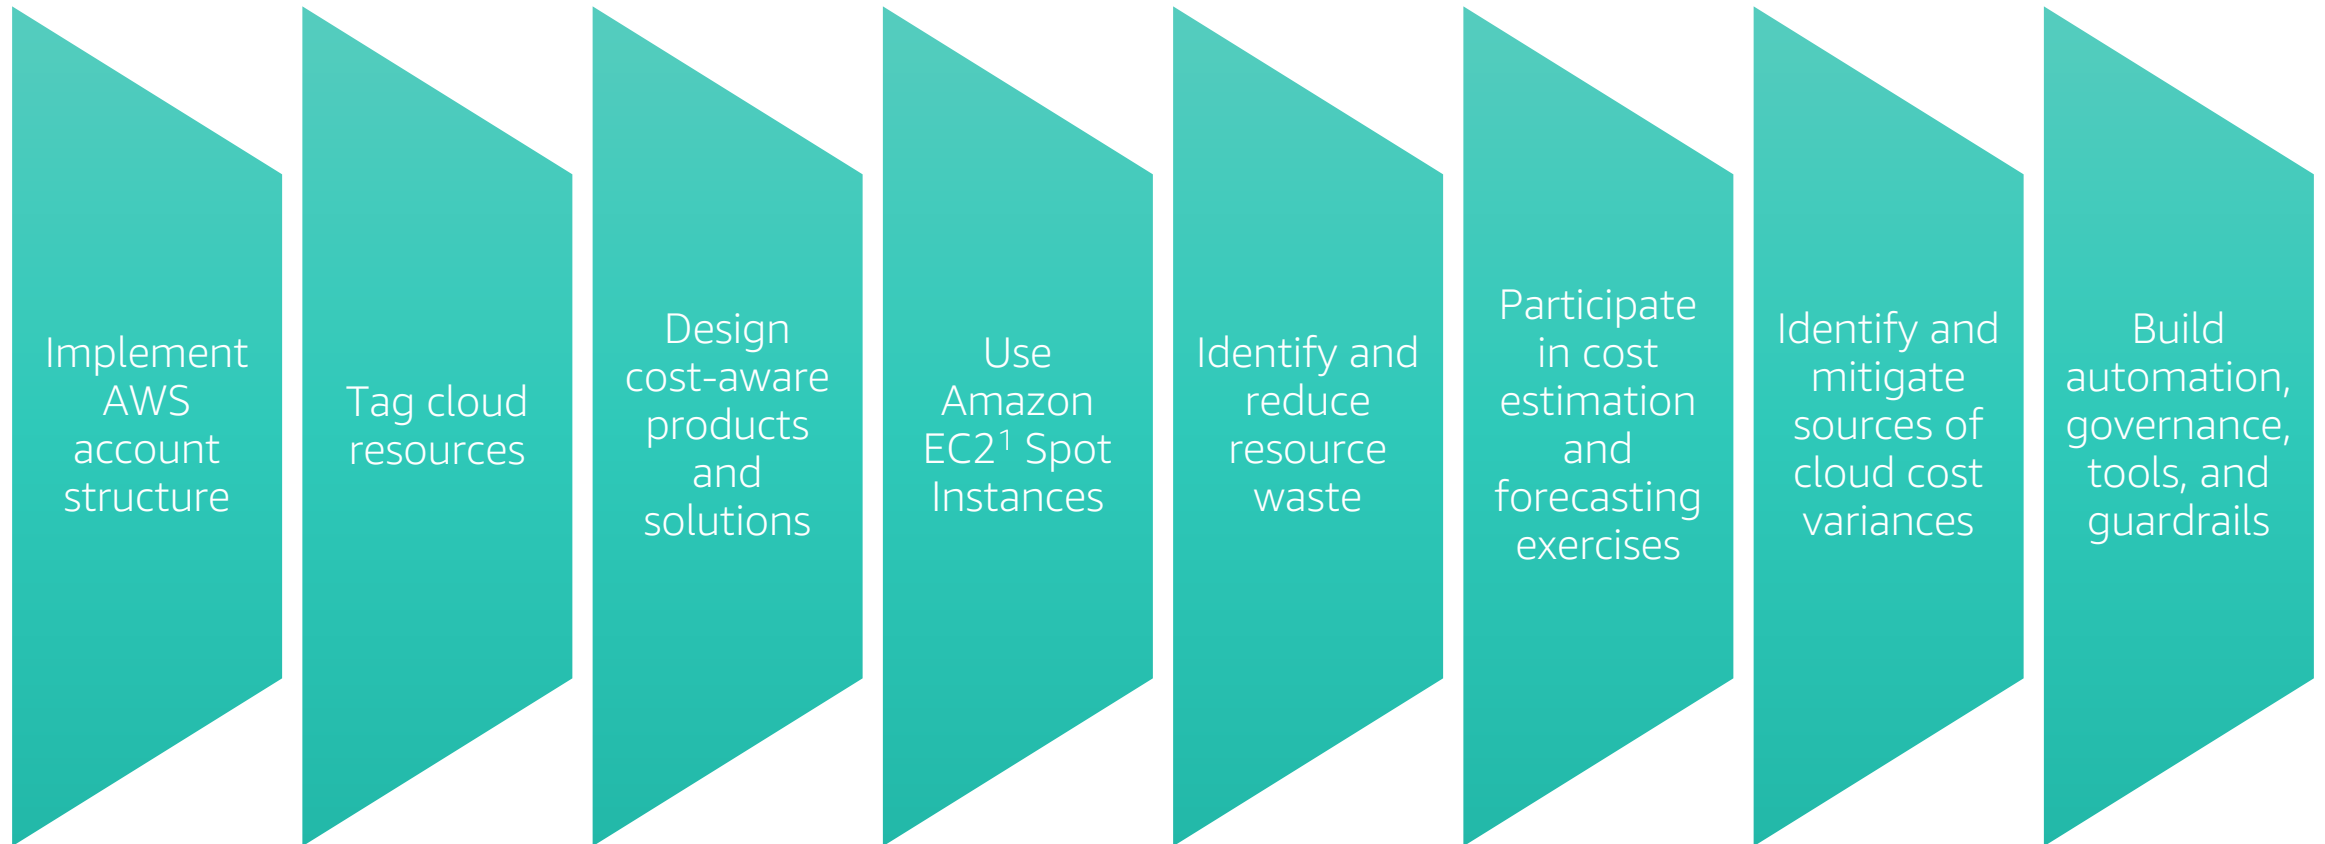 Implement
AWS
account
structure
Tag cloud
resources
Design
cost-aware
products
and
solutions
Use
Amazon
EC2¹ Spot
Instances
Identify and
reduce
resource
waste
Participate
in cost
estimation
and
forecasting
exercises
Identify and
mitigate
sources of
cloud cost
variances
Build
automation,
governance,
tools, and
guardrails